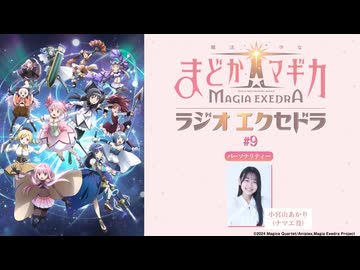 魔法少女
まどか☆マギカ
MAGIA EXEDRA
ラジオ エクセドラ
#9
パーソナリティー
小宮山あかり
(ナマエ役)
©2024 Magica Quartet/Aniplex,Magia Exedra Project